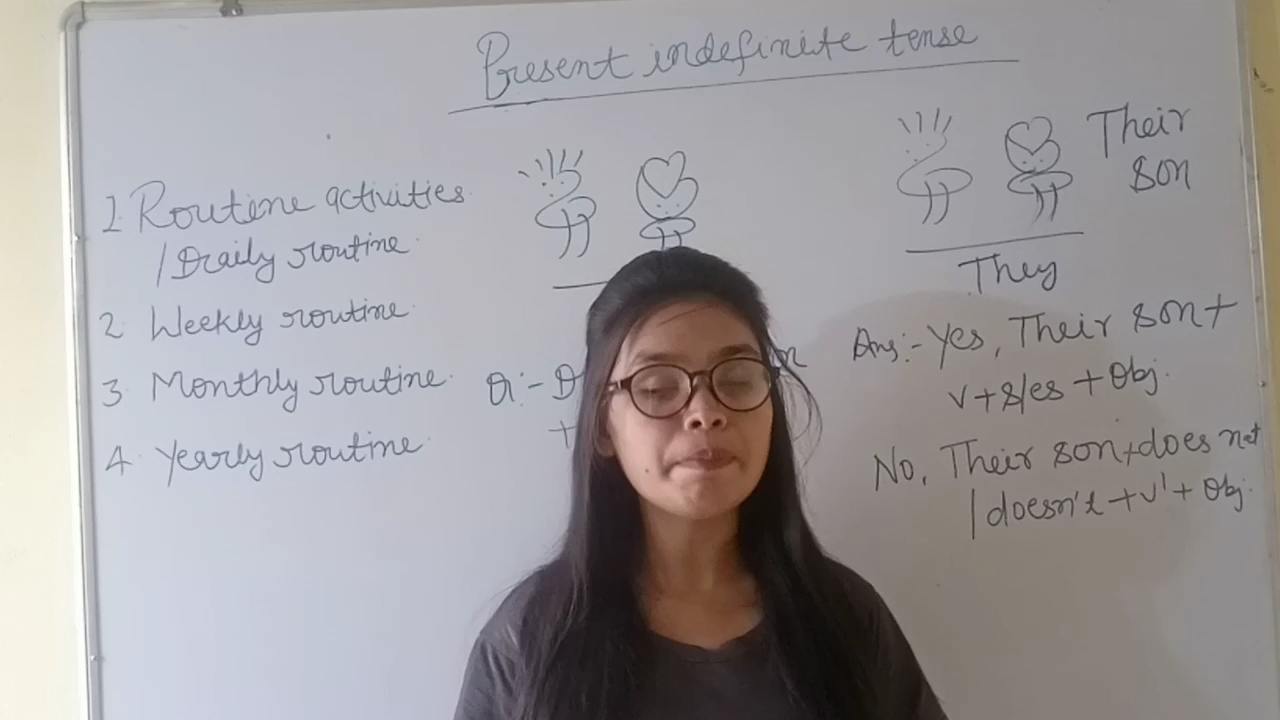 Present indefinite tense
1. Routine activities
/Daily routine
2. Weekly routine
3. Monthly routine
4. Yearly routine
Q:-
+
Their
son
They
Ans:- Yes, Their son +
v+s/es + Obj.
No, Their son + does not
/doesn't + v' + Obj.